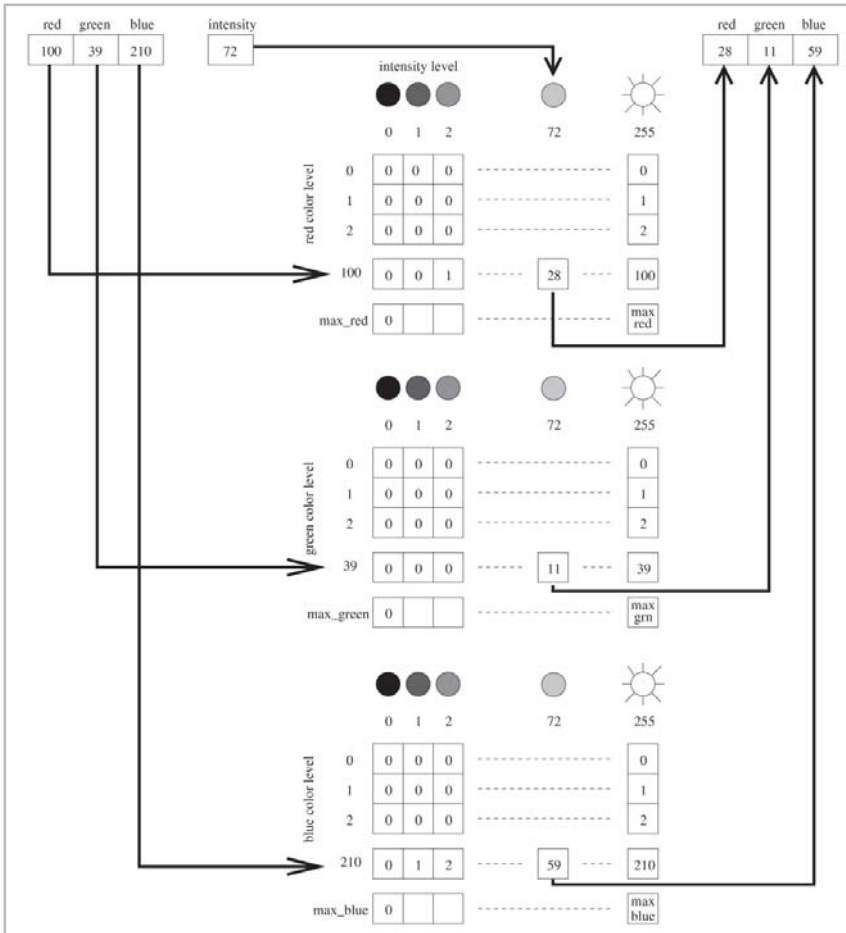 red green blue intensity red green blue
100 39 210 72 28 11 59
intensity level
0 1 2 72 255
red color level
0 0 0 0 0
1 0 0 0 1
2 0 0 0 2
100 0 0 1 28 100
max_red 0 max red
0 1 2 72 255
green color level
0 0 0 0 0
1 0 0 0 1
2 0 0 0 2
39 0 0 0 11 39
max_green 0 max grn
0 1 2 72 255
blue color level
0 0 0 0 0
1 0 0 0 1
2 0 0 0 2
210 0 1 2 59 210
max_blue 0 max blue